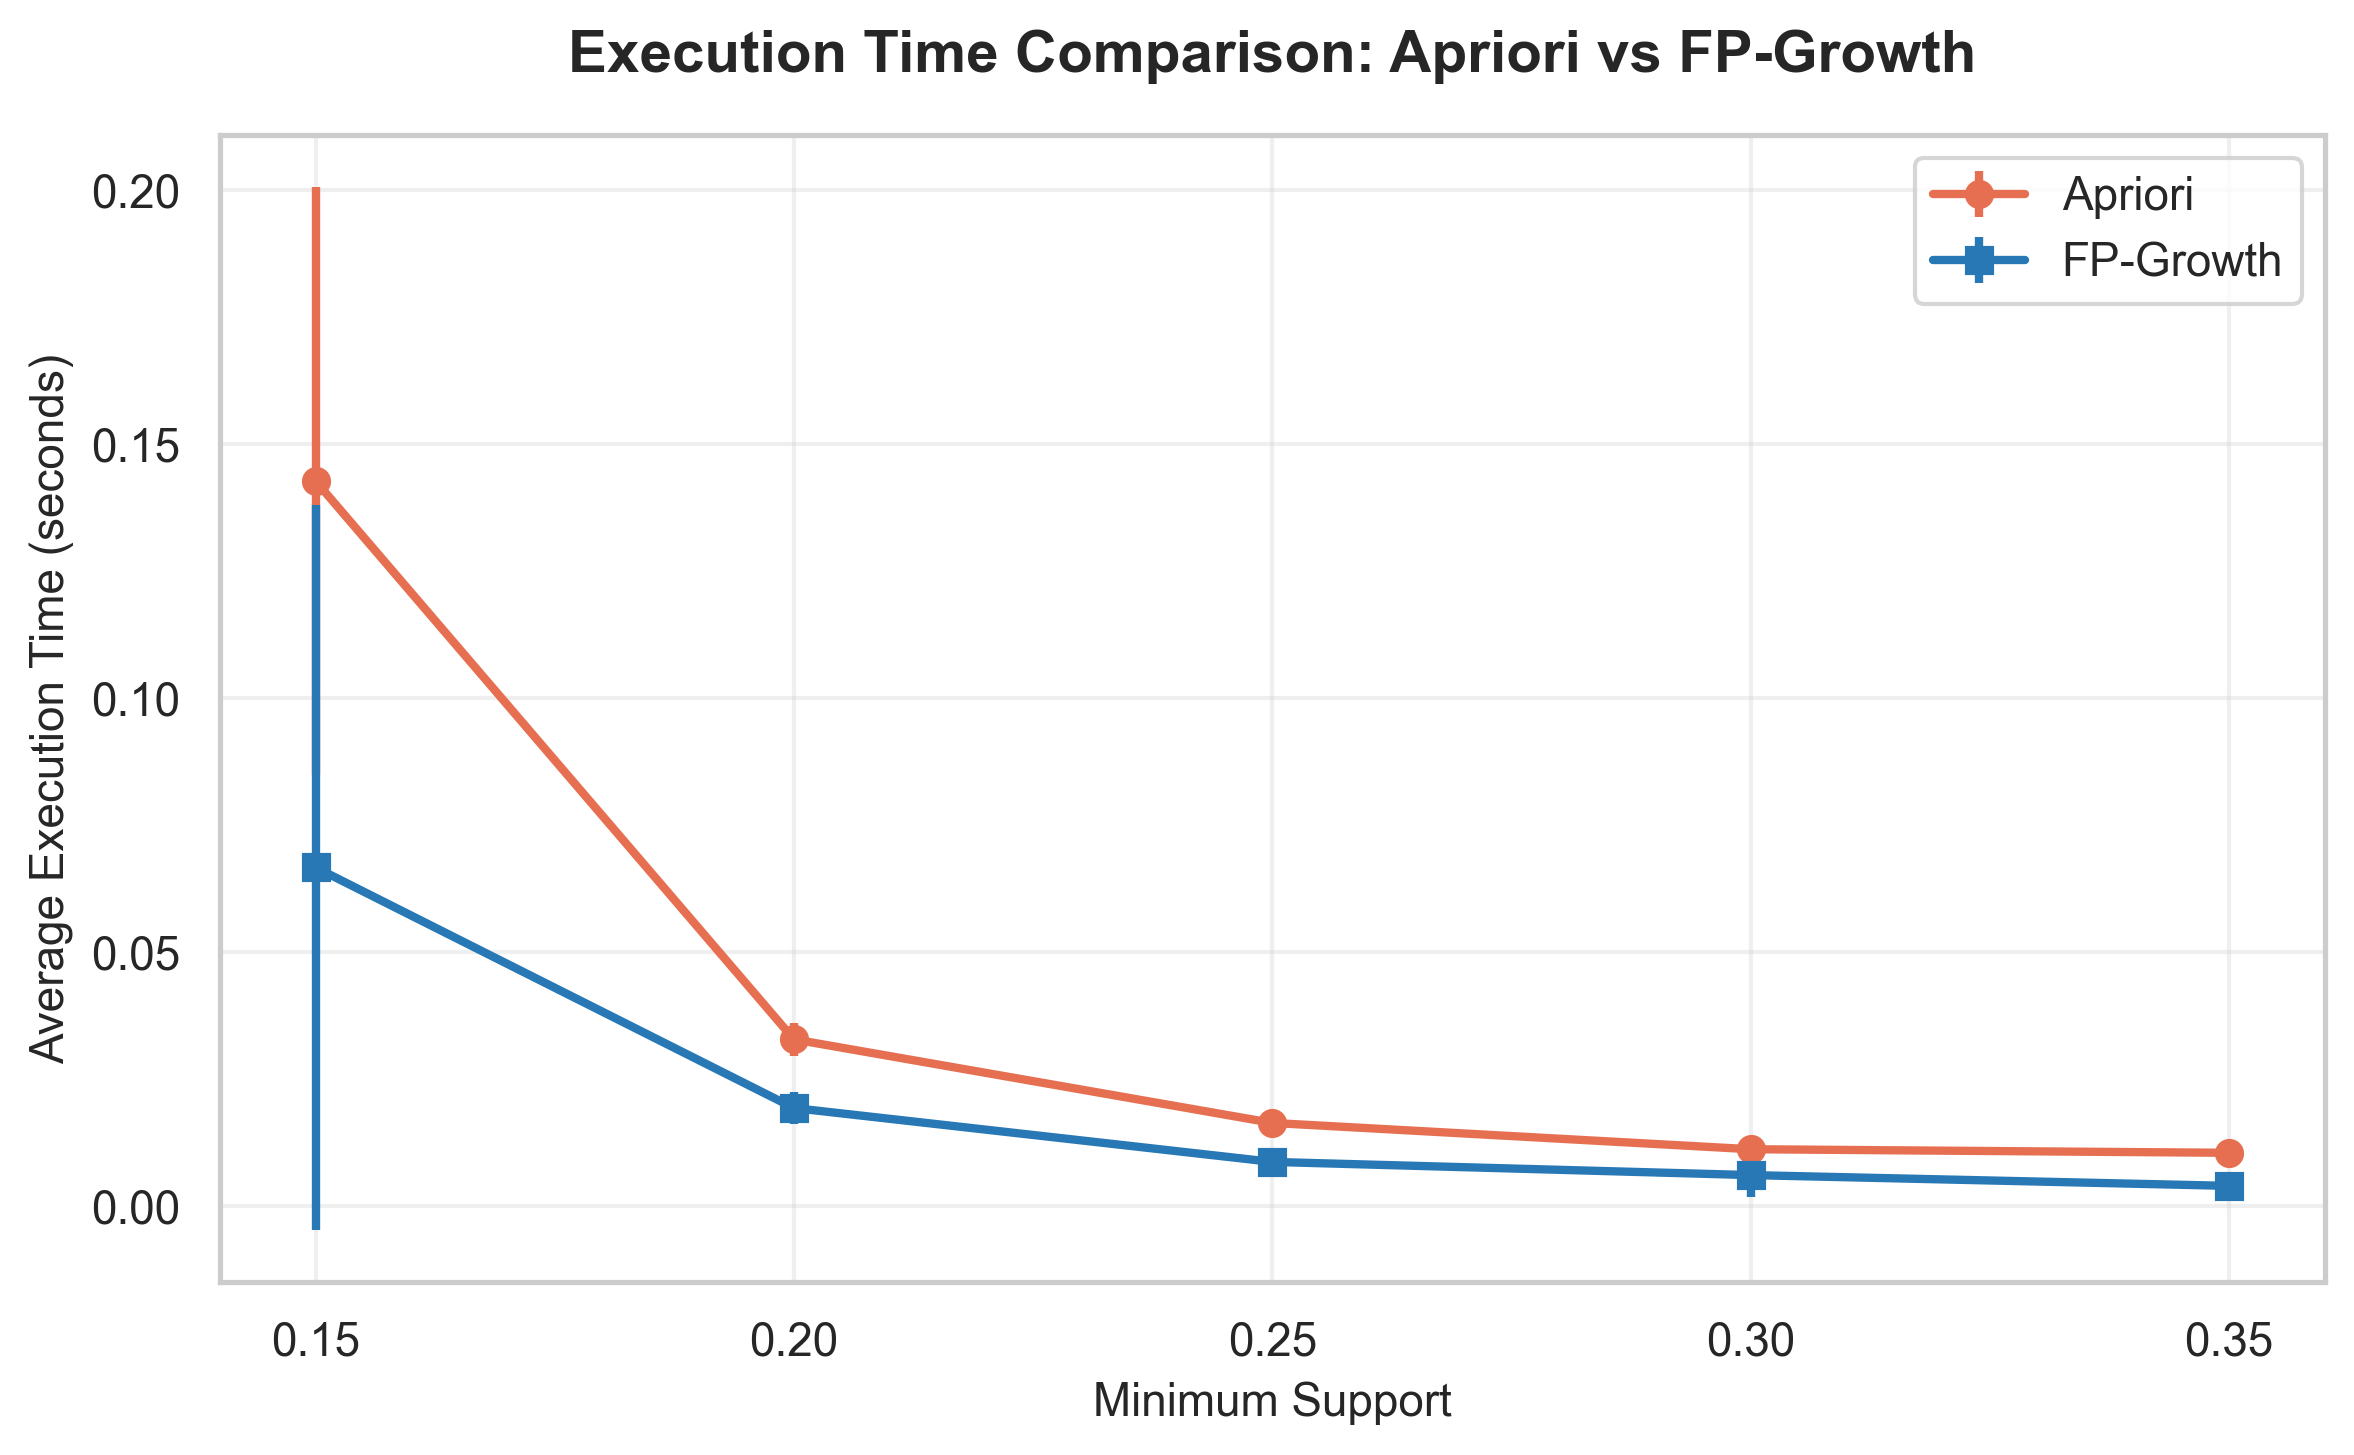 Execution Time Comparison: Apriori vs FP-Growth
Apriori
FP-Growth
Average Execution Time (seconds)
0.20
0.15
0.10
0.05
0.00
0.15 0.20 0.25 0.30 0.35
Minimum Support